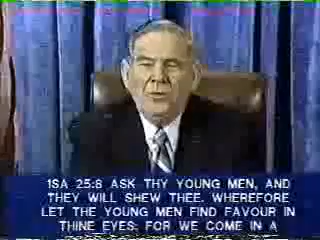 1SA 25:8 ASK THY YOUNG MEN, AND
THEY WILL SHEW THEE. WHEREFORE
LET THE YOUNG MEN FIND FAVOUR IN
THINE EYES: FOR WE COME IN A